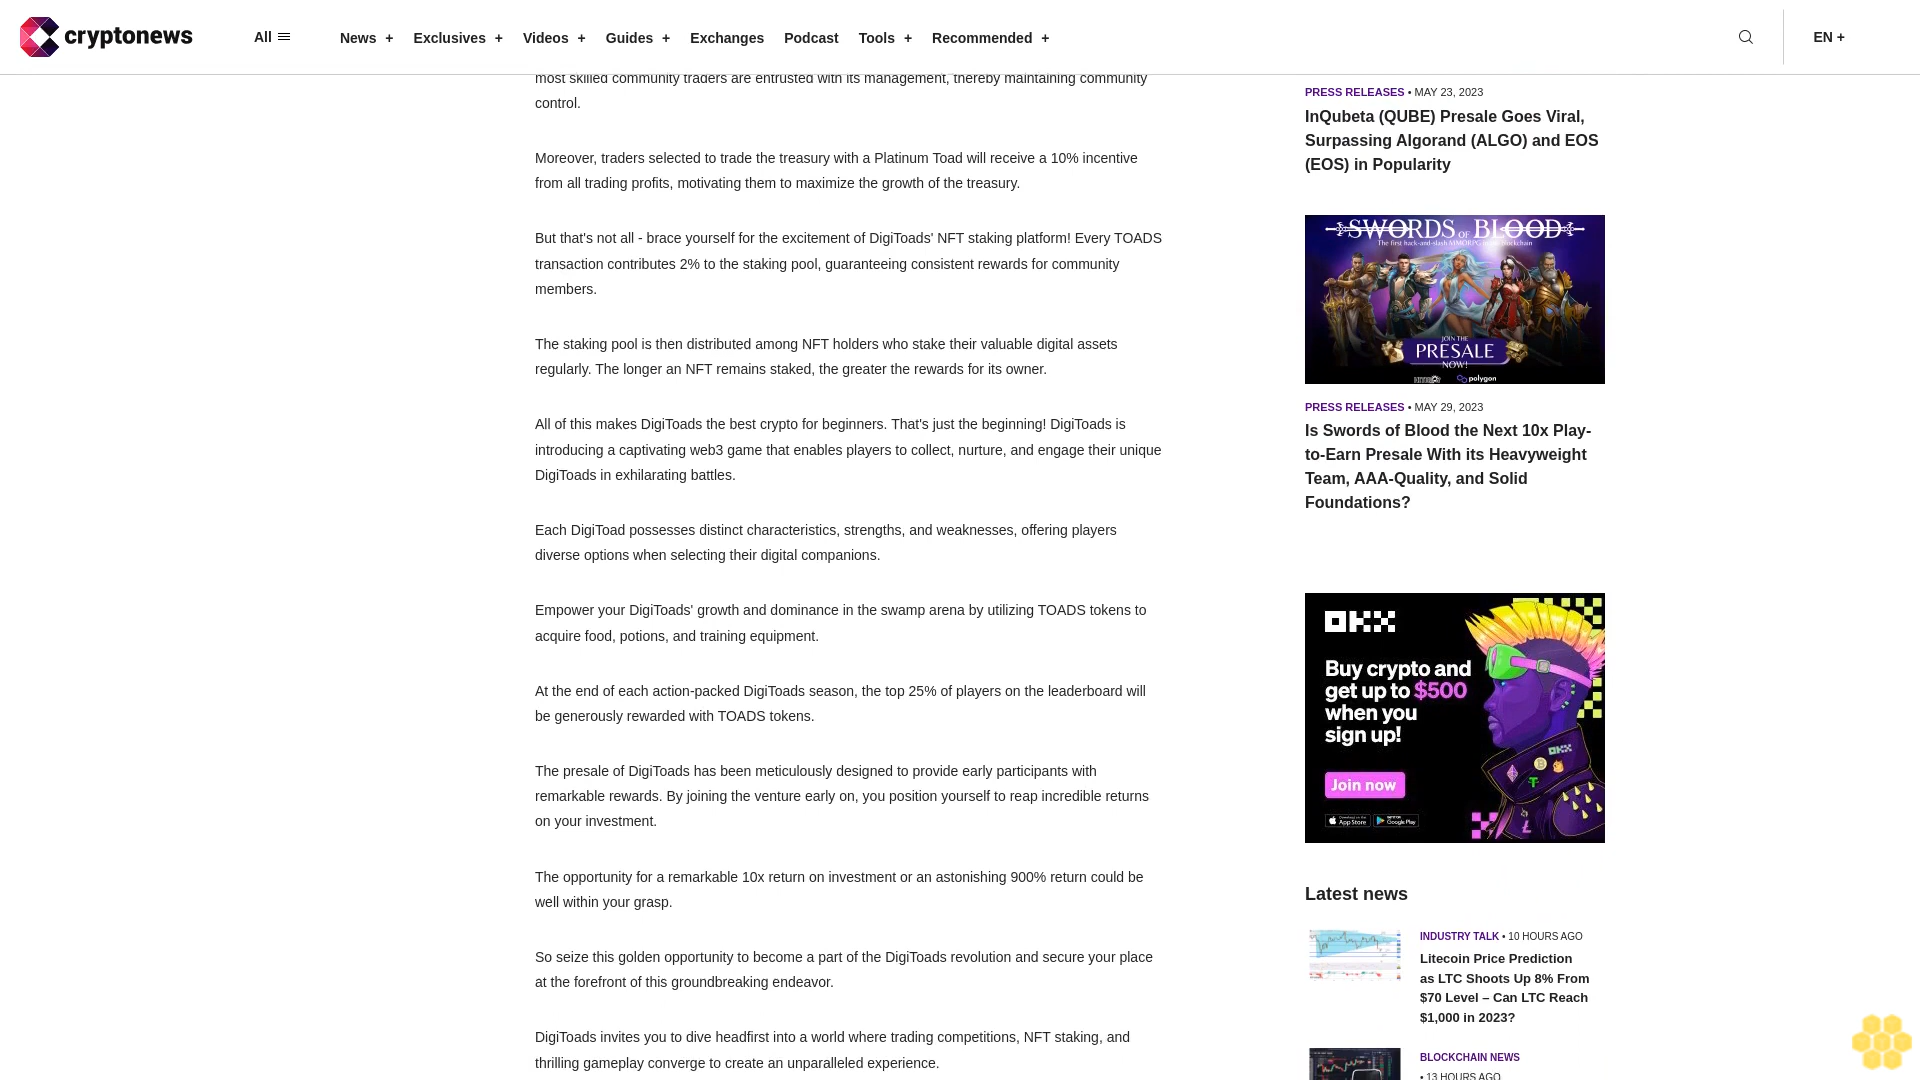 cryptonews
All
News +
Exclusives +
Videos +
Guides +
Exchanges
Podcast
Tools +
Recommended +
EN +
most skilled community traders are entrusted with its management, thereby maintaining community
control.
Moreover, traders selected to trade the treasury with a Platinum Toad will receive a 10% incentive
from all trading profits, motivating them to maximize the growth of the treasury.
But that's not all - brace yourself for the excitement of DigiToads' NFT staking platform! Every TOADS
transaction contributes 2% to the staking pool, guaranteeing consistent rewards for community
members.
The staking pool is then distributed among NFT holders who stake their valuable digital assets
regularly. The longer an NFT remains staked, the greater the rewards for its owner.
All of this makes DigiToads the best crypto for beginners. That's just the beginning! DigiToads is
introducing a captivating web3 game that enables players to collect, nurture, and engage their unique
DigiToads in exhilarating battles.
Each DigiToad possesses distinct characteristics, strengths, and weaknesses, offering players
diverse options when selecting their digital companions.
Empower your DigiToads' growth and dominance in the swamp arena by utilizing TOADS tokens to
acquire food, potions, and training equipment.
At the end of each action-packed DigiToads season, the top 25% of players on the leaderboard will
be generously rewarded with TOADS tokens.
The presale of DigiToads has been meticulously designed to provide early participants with
remarkable rewards. By joining the venture early on, you position yourself to reap incredible returns
on your investment.
The opportunity for a remarkable 10x return on investment or an astonishing 900% return could be
well within your grasp.
So seize this golden opportunity to become a part of the DigiToads revolution and secure your place
at the forefront of this groundbreaking endeavor.
DigiToads invites you to dive headfirst into a world where trading competitions, NFT staking, and
thrilling gameplay converge to create an unparalleled experience.
PRESS RELEASES • MAY 23, 2023
InQubeta (QUBE) Presale Goes Viral,
Surpassing Algorand (ALGO) and EOS
(EOS) in Popularity
SWORDS OF BLOOD
The first hack-and-slash MMORPG in the blockchain
JOIN THE
PRESALE
NOW!
polygon
PRESS RELEASES • MAY 29, 2023
Is Swords of Blood the Next 10x Play-
to-Earn Presale With its Heavyweight
Team, AAA-Quality, and Solid
Foundations?
OKX
Buy crypto and
get up to $500
when you
sign up!
Join now
Download on the
App Store
GET IT ON
Google Play
OKX
Latest news
INDUSTRY TALK • 10 HOURS AGO
Litecoin Price Prediction
as LTC Shoots Up 8% From
$70 Level – Can LTC Reach
$1,000 in 2023?
BLOCKCHAIN NEWS
• 13 HOURS AGO